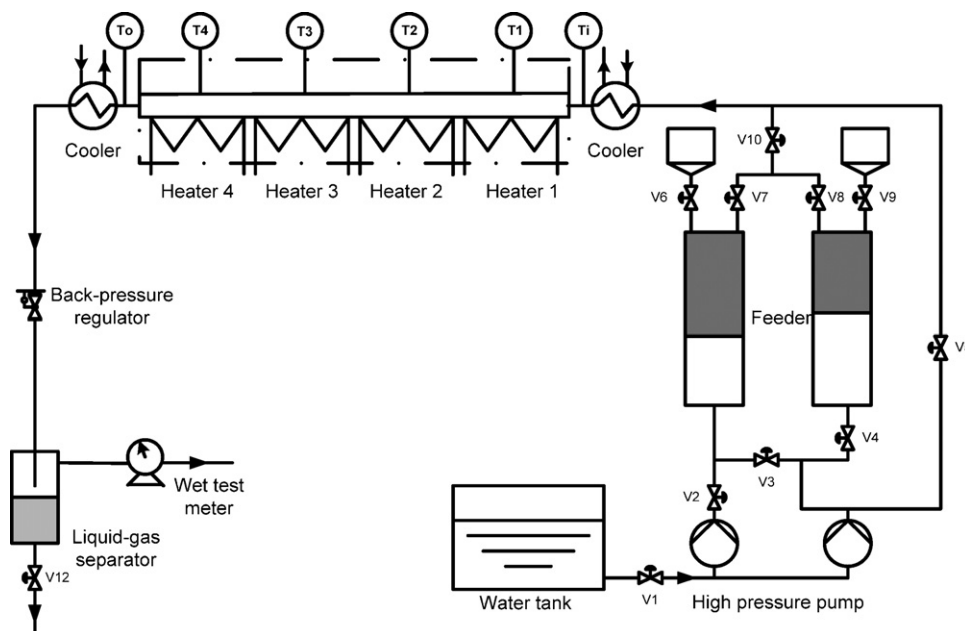 To
T4
T3
T2
T1
Ti
Cooler
Heater 4
Heater 3
Heater 2
Heater 1
Cooler
V10
V6
V7
V8
V9
Back-pressure
regulator
Feeder
V4
V3
V2
Wet test
meter
Liquid-gas
separator
V12
Water tank
V1
High pressure pump